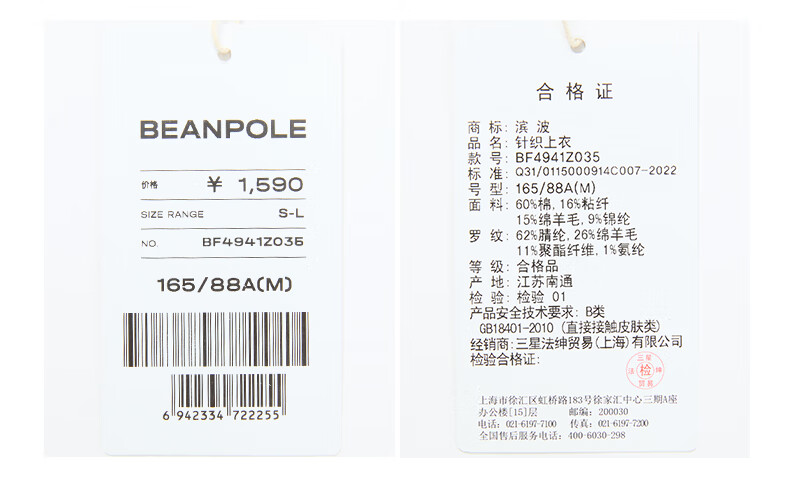 BEANPOLE
价格 ￥ 1,590
SIZE RANGE S-L
NO. BF4941Z035
165/88A(M)
6 942334 722255
合格证
商 标: 滨 波
品 名: 针织上衣
款 号: BF4941Z035
标 准: Q31/0115000914C007-2022
号 型: 165/88A(M)
面 料: 60%棉,16%粘纤
15%绵羊毛,9%锦纶
罗 纹: 62%腈纶,26%绵羊毛
11%聚酯纤维,1%氨纶
等 级: 合格品
产 地: 江苏南通
检 验: 检验 01
产品安全技术要求: B类
GB18401-2010 (直接接触皮肤类)
经销商:三星法绅贸易(上海)有限公司
检验合格证:
三星
法 检 绅
贸易
上海市徐汇区虹桥路183号徐家汇中心三期A座
办公楼[15]层 邮编: 200030
电话: 021-6197-7100 传真: 021-6197-7200
全国售后服务电话: 400-6030-298